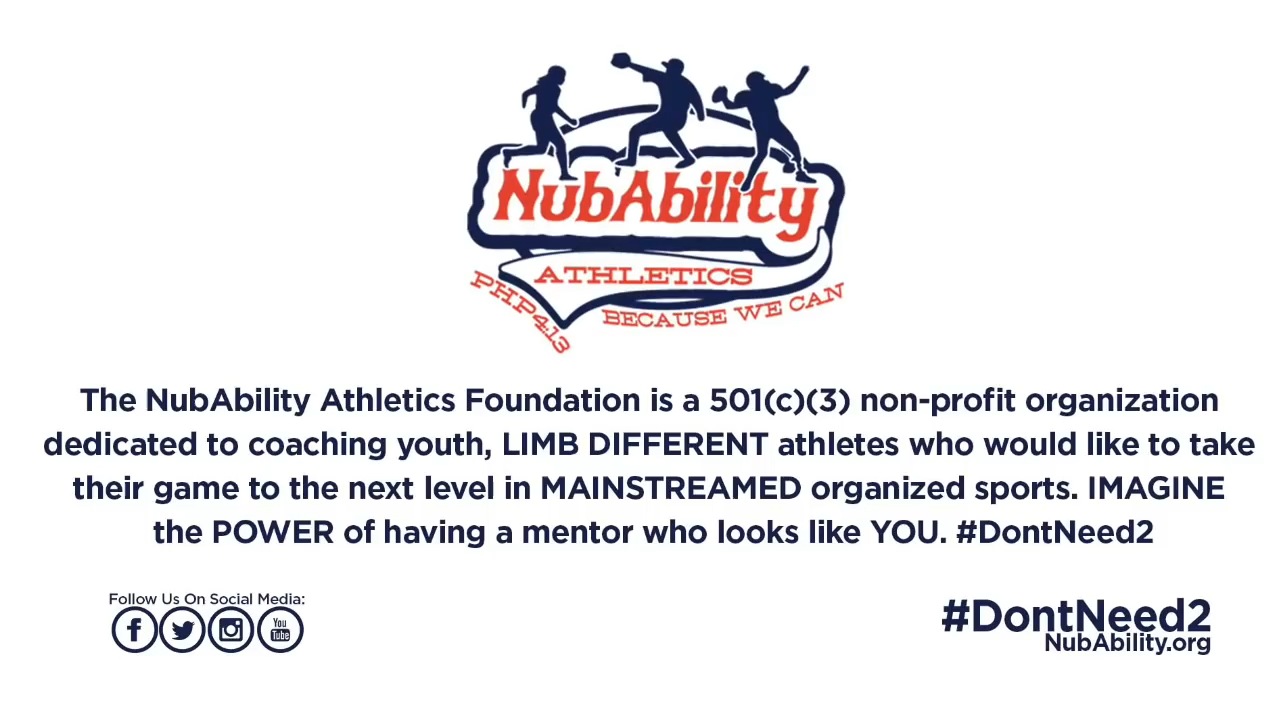 NubAbility
ATHLETICS
PHP4:13
BECAUSE WE CAN
The NubAbility Athletics Foundation is a 501(c)(3) non-profit organization
dedicated to coaching youth, LIMB DIFFERENT athletes who would like to take
their game to the next level in MAINSTREAMED organized sports. IMAGINE
the POWER of having a mentor who looks like YOU. #DontNeed2
Follow Us On Social Media:
You
Tube
#DontNeed2
NubAbility.org